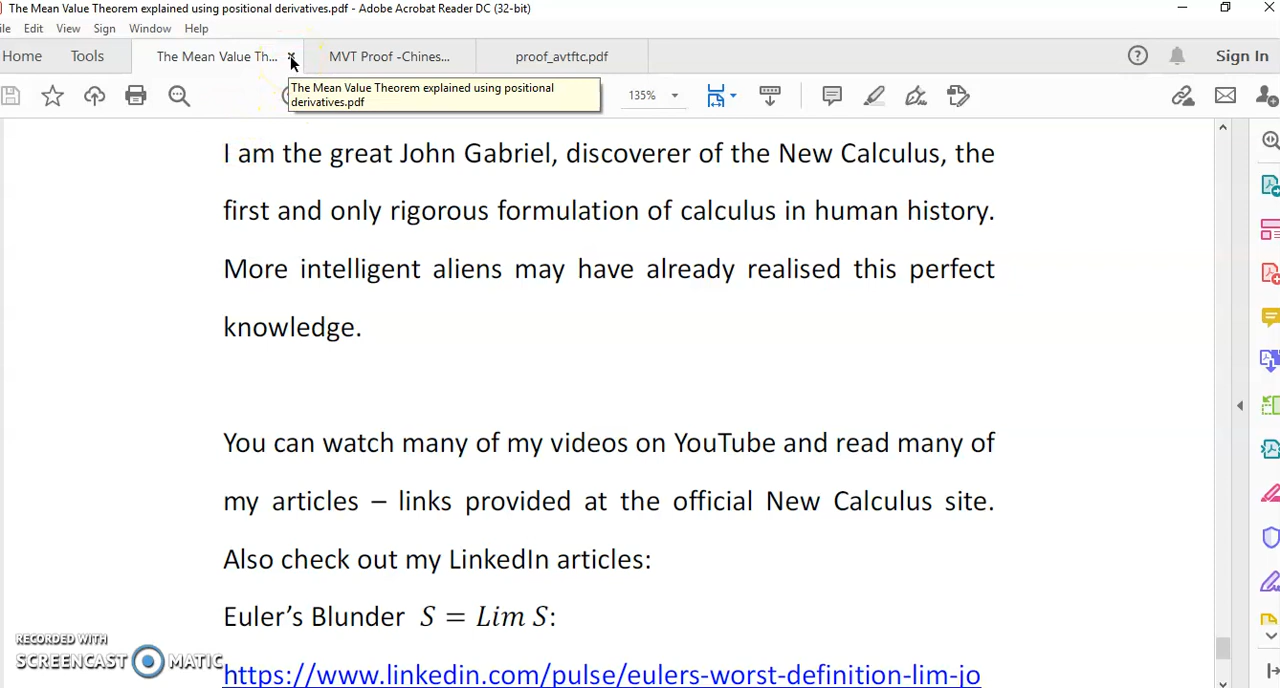 The Mean Value Theorem explained using positional derivatives.pdf - Adobe Acrobat Reader DC (32-bit)
Edit View Sign Window Help
Home Tools The Mean Value Th... MVT Proof -Chines... proof_avtftc.pdf Sign In
The Mean Value Theorem explained using positional
derivatives.pdf
135%
I am the great John Gabriel, discoverer of the New Calculus, the
first and only rigorous formulation of calculus in human history.
More intelligent aliens may have already realised this perfect
knowledge.
You can watch many of my videos on YouTube and read many of
my articles – links provided at the official New Calculus site.
Also check out my LinkedIn articles:
Euler’s Blunder S = Lim S:
https://www.linkedin.com/pulse/eulers-worst-definition-lim-jo
RECORDED WITH
SCREENCAST MATIC